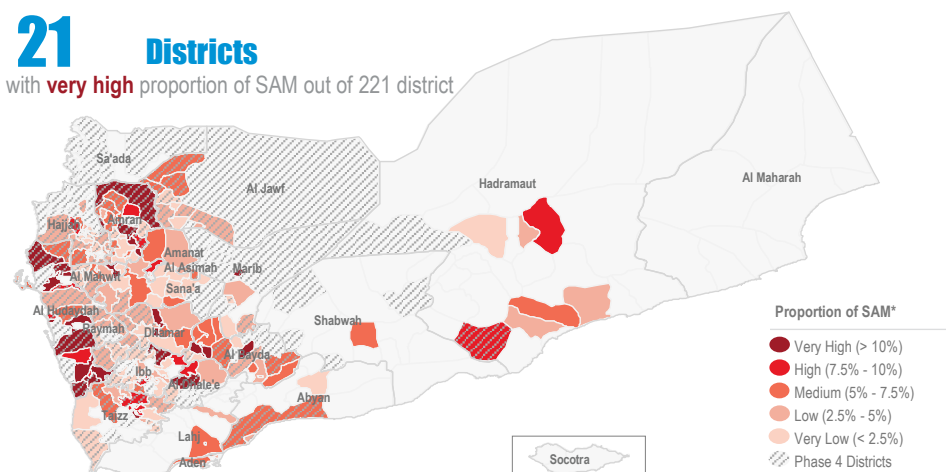 21 Districts
with very high proportion of SAM out of 221 district
Sa'ada
Al Jawf
Hadramaut
Al Maharah
Hajjah
Amran
Amanat
Al Asimah
Marib
Al Mahwit
Sana'a
Al Hudaydah
Raymah
Dhamar
Shabwah
Al Bayda
Ibb
Al Dhale'e
Abyan
Taizz
Lahj
Aden
Socotra
Proportion of SAM*
Very High (> 10%)
High (7.5% - 10%)
Medium (5% - 7.5%)
Low (2.5% - 5%)
Very Low (< 2.5%)
Phase 4 Districts